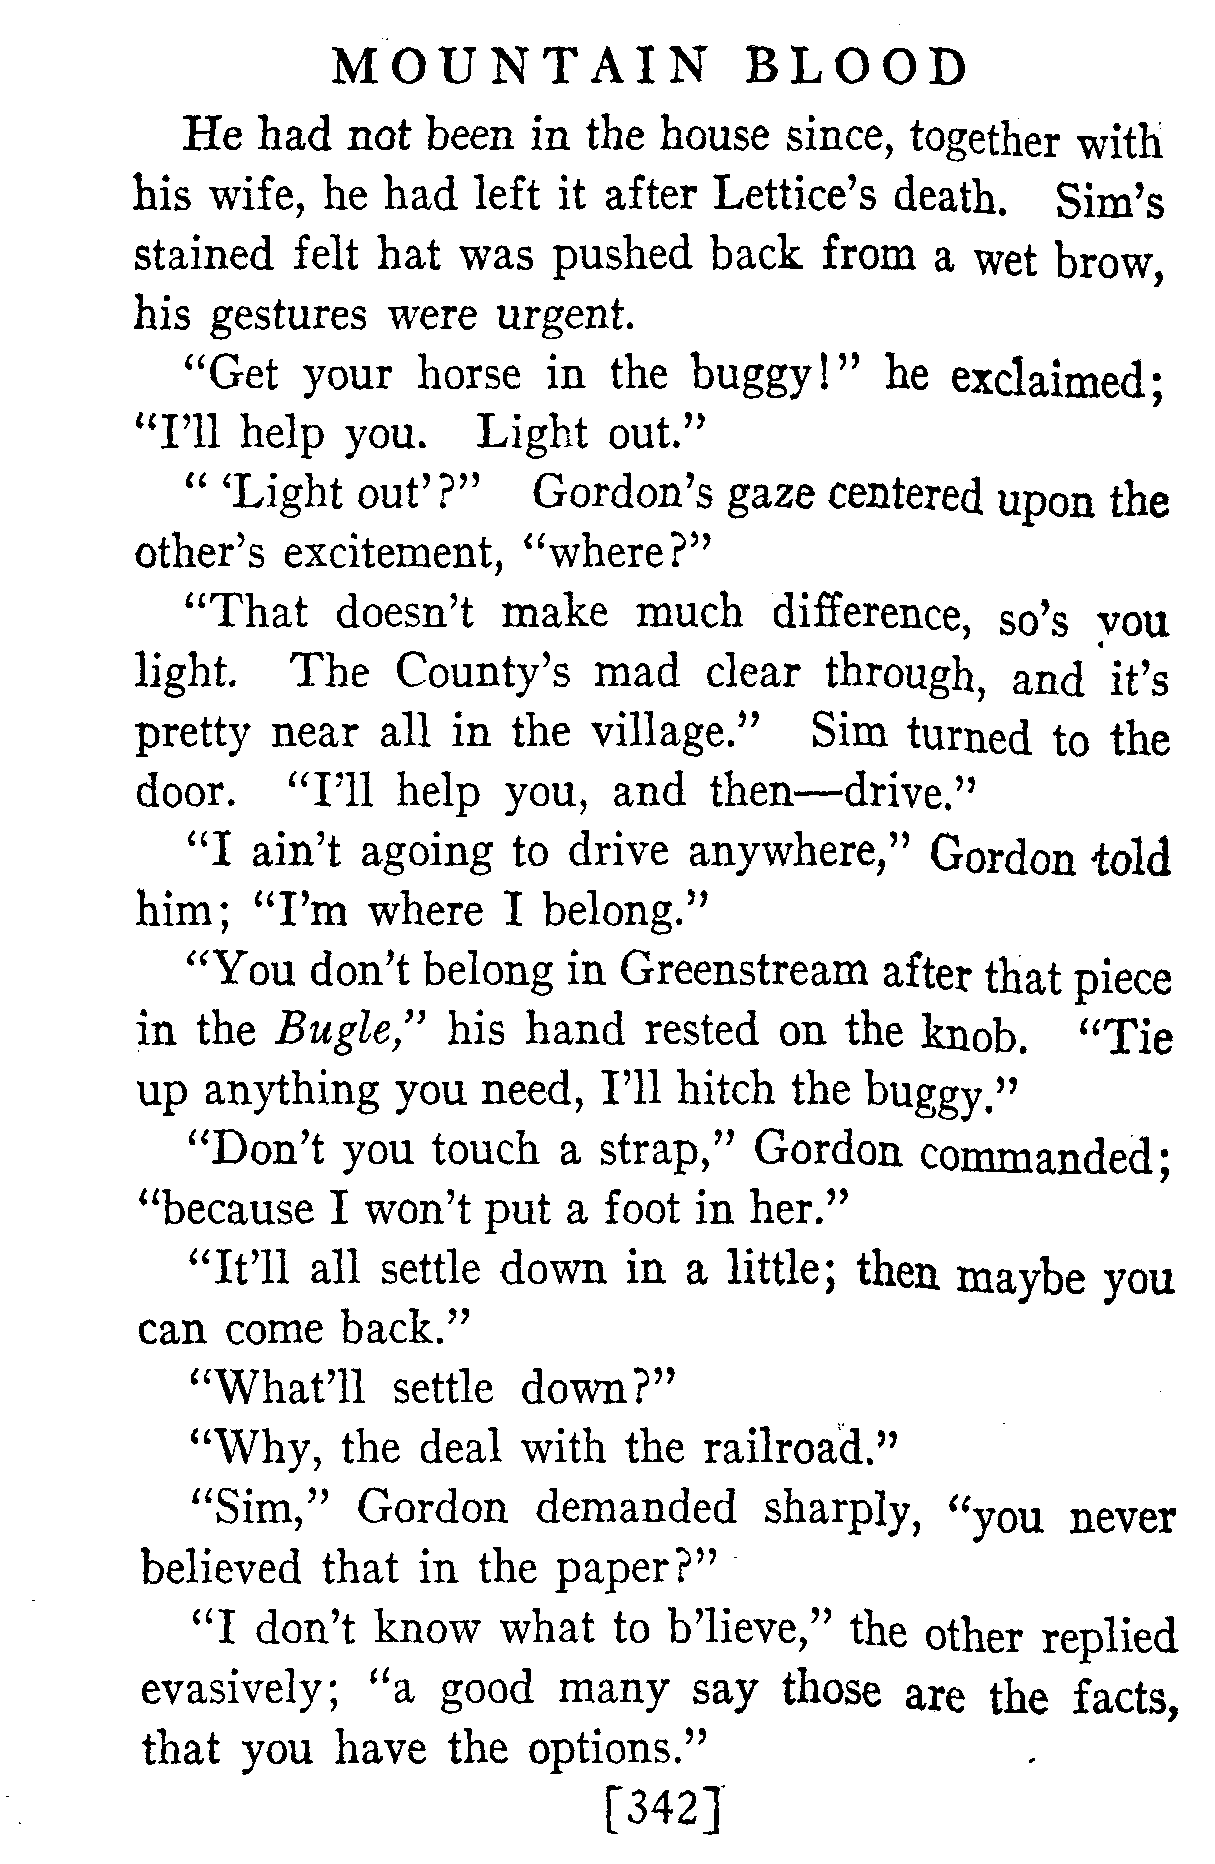 MOUNTAIN BLOOD
He had not been in the house since, together with
his wife, he had left it after Lettice’s death. Sim’s
stained felt hat was pushed back from a wet brow,
his gestures were urgent.
“Get your horse in the buggy!” he exclaimed;
“I’ll help you. Light out.”
“ ‘Light out’?” Gordon’s gaze centered upon the
other’s excitement, “where?”
“That doesn’t make much difference, so’s you
light. The County’s mad clear through, and it’s
pretty near all in the village.” Sim turned to the
door. “I’ll help you, and then—drive.”
“I ain’t agoing to drive anywhere,” Gordon told
him; “I’m where I belong.”
“You don’t belong in Greenstream after that piece
in the Bugle,” his hand rested on the knob. “Tie
up anything you need, I’ll hitch the buggy.”
“Don’t you touch a strap,” Gordon commanded;
“because I won’t put a foot in her.”
“It’ll all settle down in a little; then maybe you
can come back.”
“What’ll settle down?”
“Why, the deal with the railroad.”
“Sim,” Gordon demanded sharply, “you never
believed that in the paper?”
“I don’t know what to b’lieve,” the other replied
evasively; “a good many say those are the facts,
that you have the options.”
[342]